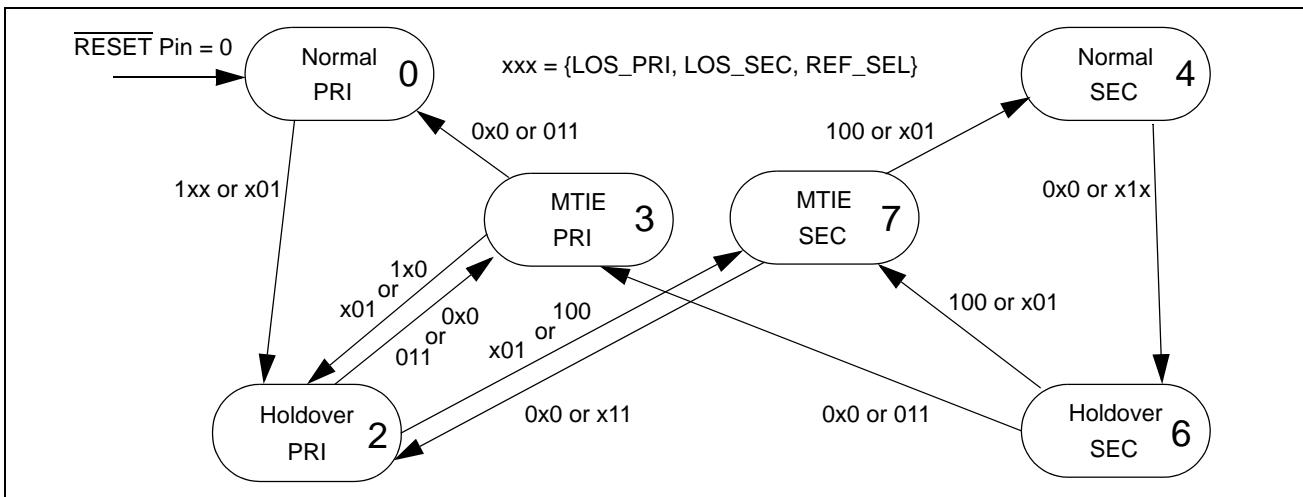 RESET Pin = 0
Normal
PRI
0
xxx = {LOS_PRI, LOS_SEC, REF_SEL}
Normal
SEC
4
0x0 or 011
100 or x01
1xx or x01
0x0 or x1x
MTIE
PRI
3
MTIE
SEC
7
x01 or 1x0
011 or 0x0
x01 or 100
100 or x01
0x0 or x11
0x0 or 011
Holdover
PRI
2
Holdover
SEC
6